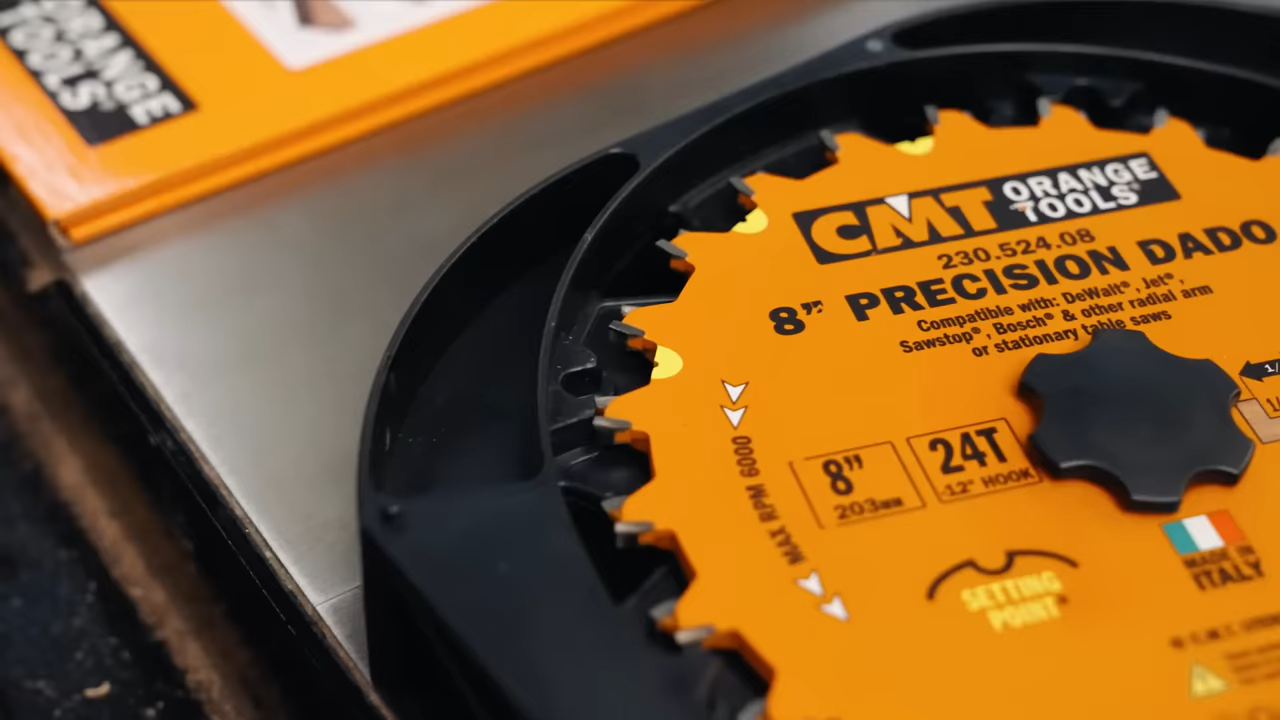 ORANGE
TOOLS®
CMT ORANGE
TOOLS®
230.524.08
8” PRECISION DADO
Compatible with: DeWalt®, Jet®,
Sawstop®, Bosch® & other radial arm
or stationary table saws
MAX RPM 6000
8”
203mm
24T
-12° HOOK
SETTING
POINT®
MADE IN
ITALY